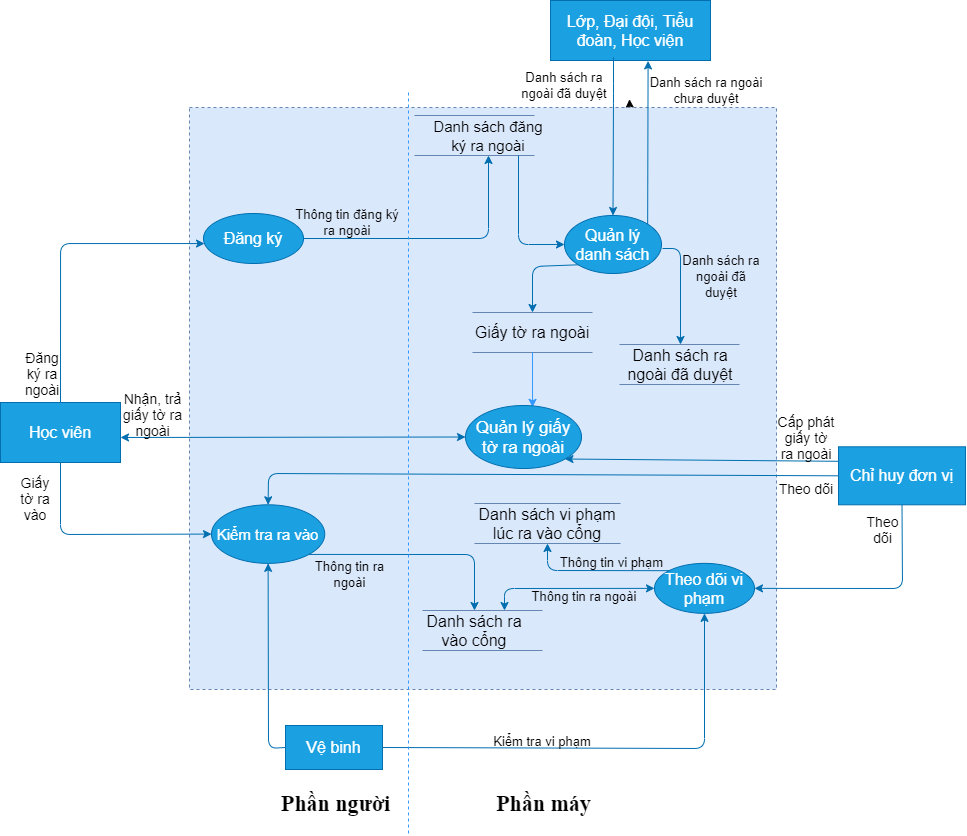 Lớp, Đại đội, Tiểu
đoàn, Học viện
Danh sách ra
ngoài đã duyệt
Danh sách ra ngoài
chưa duyệt
Danh sách đăng
ký ra ngoài
Thông tin đăng ký
ra ngoài
Đăng ký
Quản lý
danh sách
Danh sách ra
ngoài đã
duyệt
Giấy tờ ra ngoài
Danh sách ra
ngoài đã duyệt
Đăng
ký ra
ngoài
Nhận, trả
giấy tờ ra
ngoài
Học viên
Quản lý giấy
tờ ra ngoài
Cấp phát
giấy tờ
ra ngoài
Chỉ huy đơn vị
Theo dõi
Giấy
tờ ra
vào
Kiểm tra ra vào
Danh sách vi phạm
lúc ra vào cổng
Theo
dõi
Thông tin ra
ngoài
Thông tin vi phạm
Theo dõi vi
phạm
Thông tin ra ngoài
Danh sách ra
vào cổng
Vệ binh
Kiểm tra vi phạm
Phần người
Phần máy